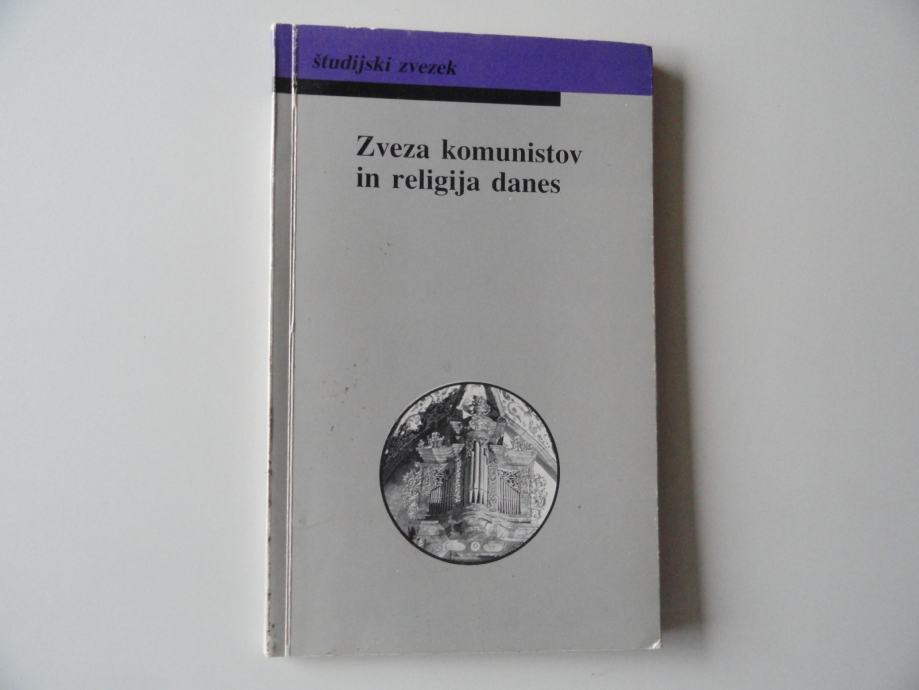 študijski zvezek
Zveza komunistov
in religija danes